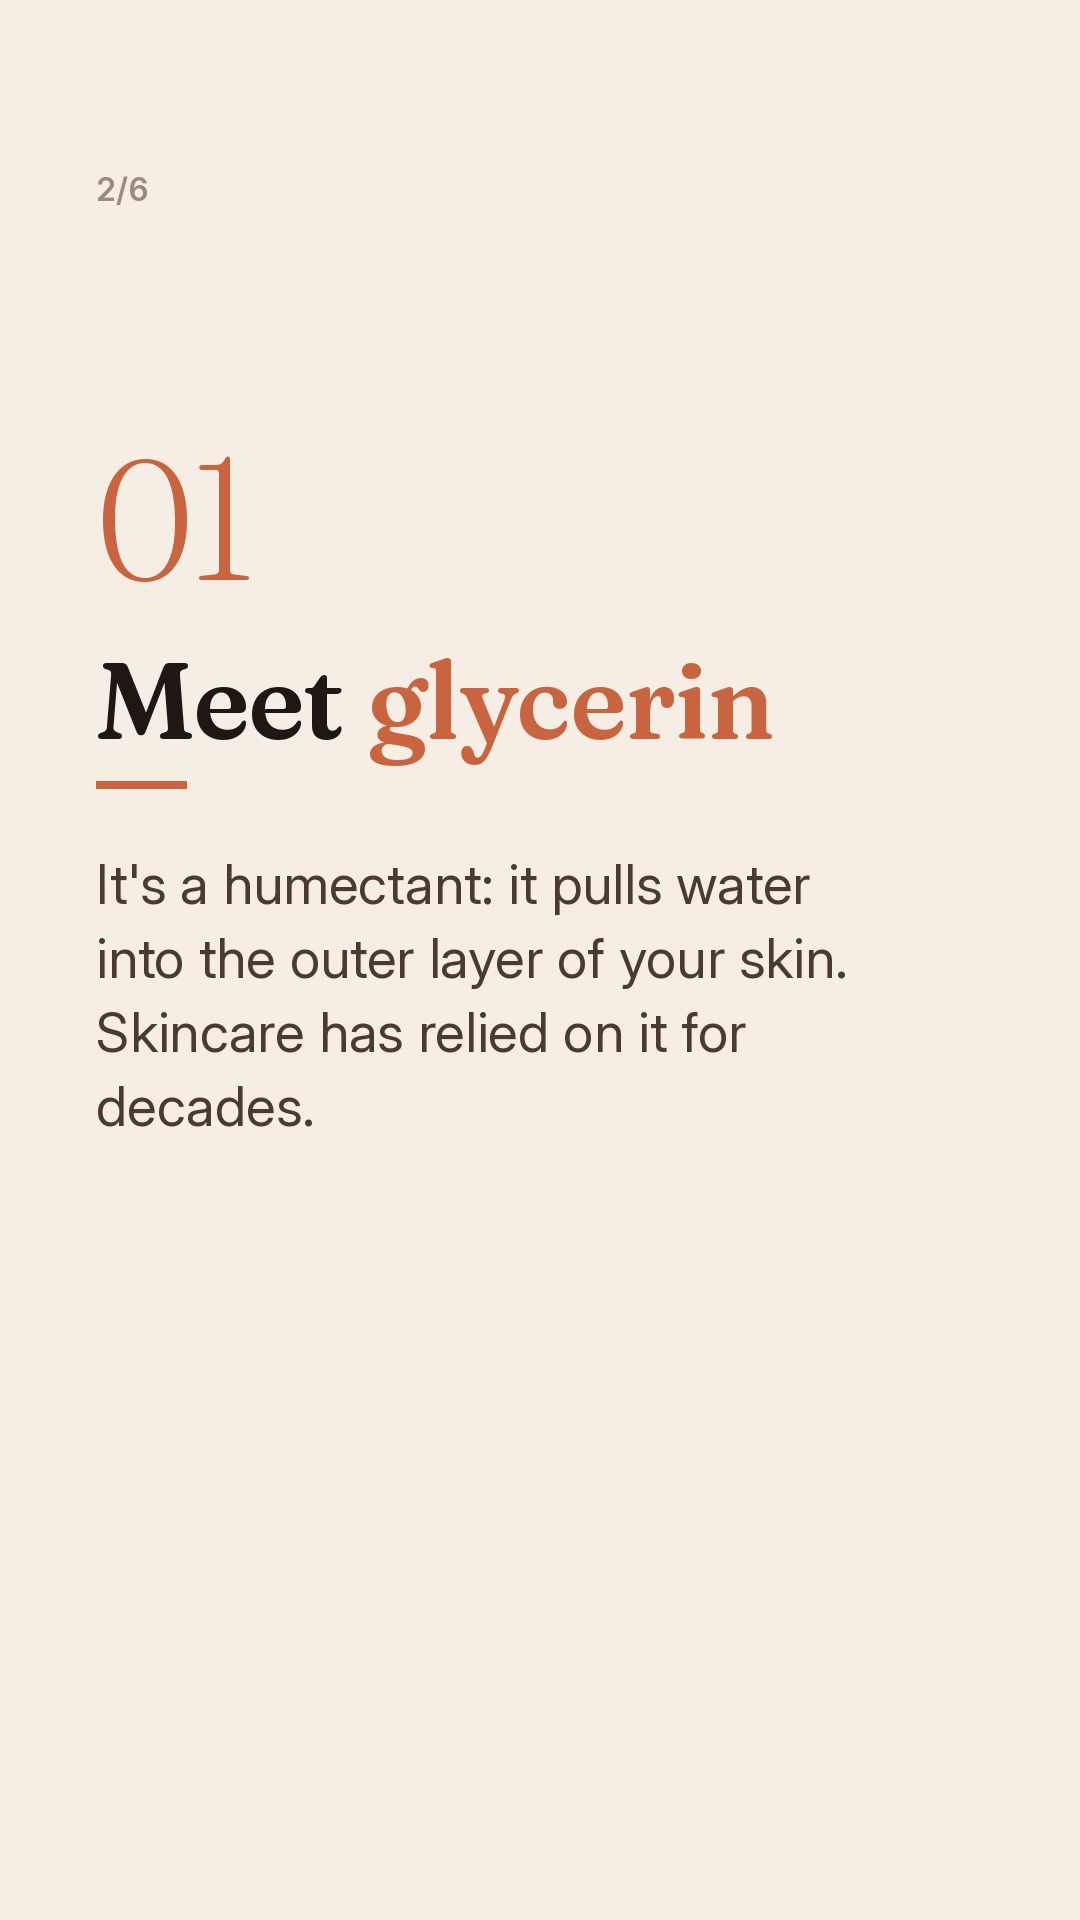 2/6
01
Meet glycerin
It's a humectant: it pulls water
into the outer layer of your skin.
Skincare has relied on it for
decades.